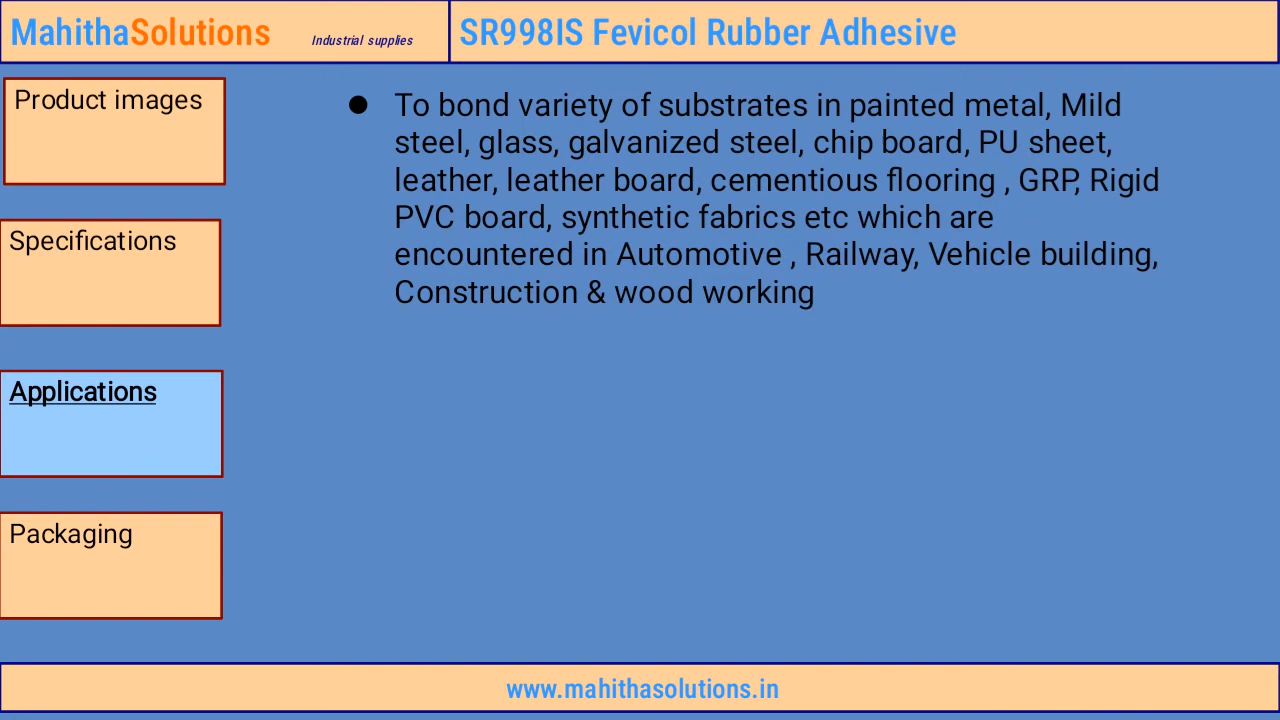 MahithaSolutions Industrial supplies
SR998IS Fevicol Rubber Adhesive
Product images
Specifications
Applications
Packaging
● To bond variety of substrates in painted metal, Mild
steel, glass, galvanized steel, chip board, PU sheet,
leather, leather board, cementious flooring , GRP, Rigid
PVC board, synthetic fabrics etc which are
encountered in Automotive , Railway, Vehicle building,
Construction & wood working
www.mahithasolutions.in